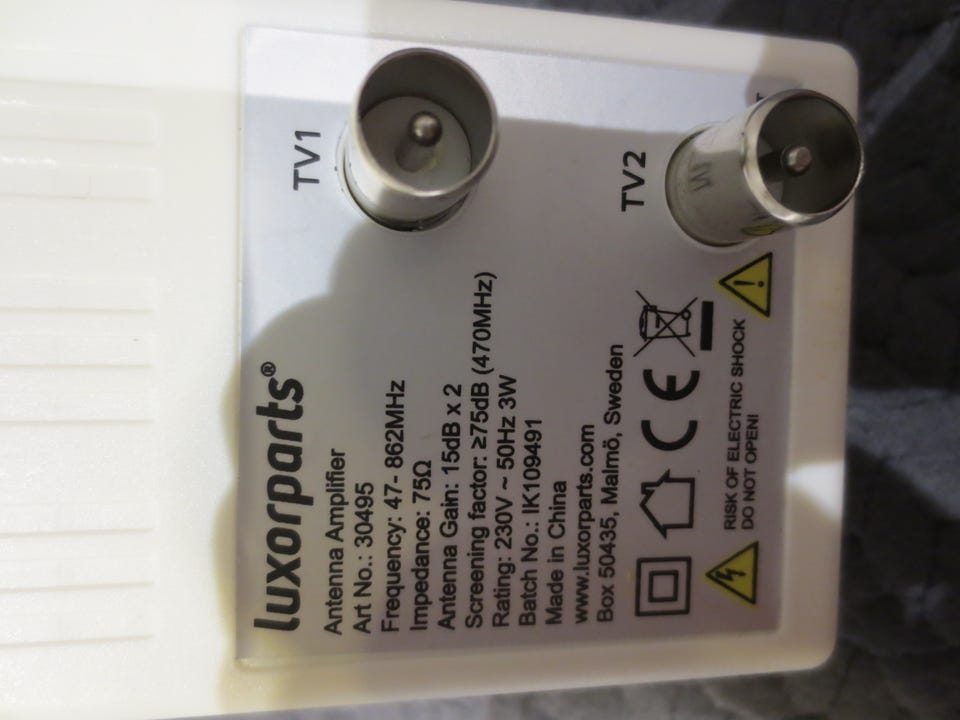 TV1
TV2
luxorparts®
Antenna Amplifier
Art No.: 30495
Frequency: 47- 862MHz
Impedance: 75Ω
Antenna Gain: 15dB x 2
Screening factor: ≥75dB (470MHz)
Rating: 230V ~ 50Hz 3W
Batch No.: IK109491
Made in China
www.luxorparts.com
Box 50435, Malmö, Sweden
CE
RISK OF ELECTRIC SHOCK
DO NOT OPEN!